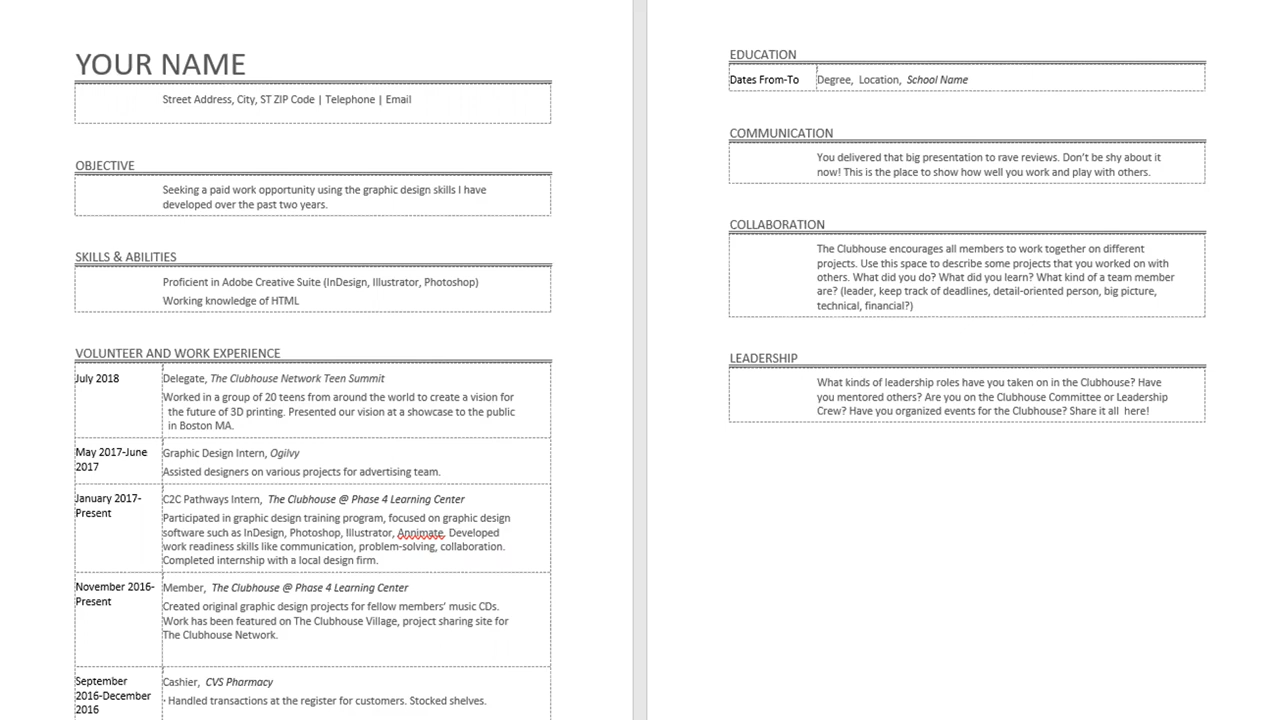 YOUR NAME
Street Address, City, ST ZIP Code | Telephone | Email
OBJECTIVE
Seeking a paid work opportunity using the graphic design skills I have
developed over the past two years.
SKILLS & ABILITIES
Proficient in Adobe Creative Suite (InDesign, Illustrator, Photoshop)
Working knowledge of HTML
VOLUNTEER AND WORK EXPERIENCE
July 2018
Delegate, The Clubhouse Network Teen Summit
Worked in a group of 20 teens from around the world to create a vision for
the future of 3D printing. Presented our vision at a showcase to the public
in Boston MA.
May 2017-June
2017
Graphic Design Intern, Ogilvy
Assisted designers on various projects for advertising team.
January 2017-
Present
C2C Pathways Intern, The Clubhouse @ Phase 4 Learning Center
Participated in graphic design training program, focused on graphic design
software such as InDesign, Photoshop, Illustrator, Annimate. Developed
work readiness skills like communication, problem-solving, collaboration.
Completed internship with a local design firm.
November 2016-
Present
Member, The Clubhouse @ Phase 4 Learning Center
Created original graphic design projects for fellow members' music CDs.
Work has been featured on The Clubhouse Village, project sharing site for
The Clubhouse Network.
September
2016-December
2016
Cashier, CVS Pharmacy
· Handled transactions at the register for customers. Stocked shelves.
EDUCATION
Dates From-To
Degree, Location, School Name
COMMUNICATION
You delivered that big presentation to rave reviews. Don't be shy about it
now! This is the place to show how well you work and play with others.
COLLABORATION
The Clubhouse encourages all members to work together on different
projects. Use this space to describe some projects that you worked on with
others. What did you do? What did you learn? What kind of a team member
are? (leader, keep track of deadlines, detail-oriented person, big picture,
technical, financial?)
LEADERSHIP
What kinds of leadership roles have you taken on in the Clubhouse? Have
you mentored others? Are you on the Clubhouse Committee or Leadership
Crew? Have you organized events for the Clubhouse? Share it all here!